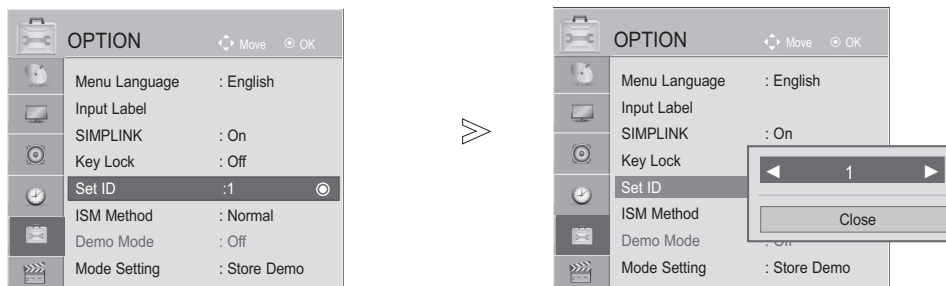 OPTION Move OK
Menu Language : English
Input Label
SIMPLINK : On
Key Lock : Off
Set ID :1
ISM Method : Normal
Demo Mode : Off
Mode Setting : Store Demo
OPTION Move OK
Menu Language : English
Input Label
SIMPLINK : On
Key Lock
◀ 1 ▶
Set ID
ISM Method
Close
Demo Mode : Off
Mode Setting : Store Demo